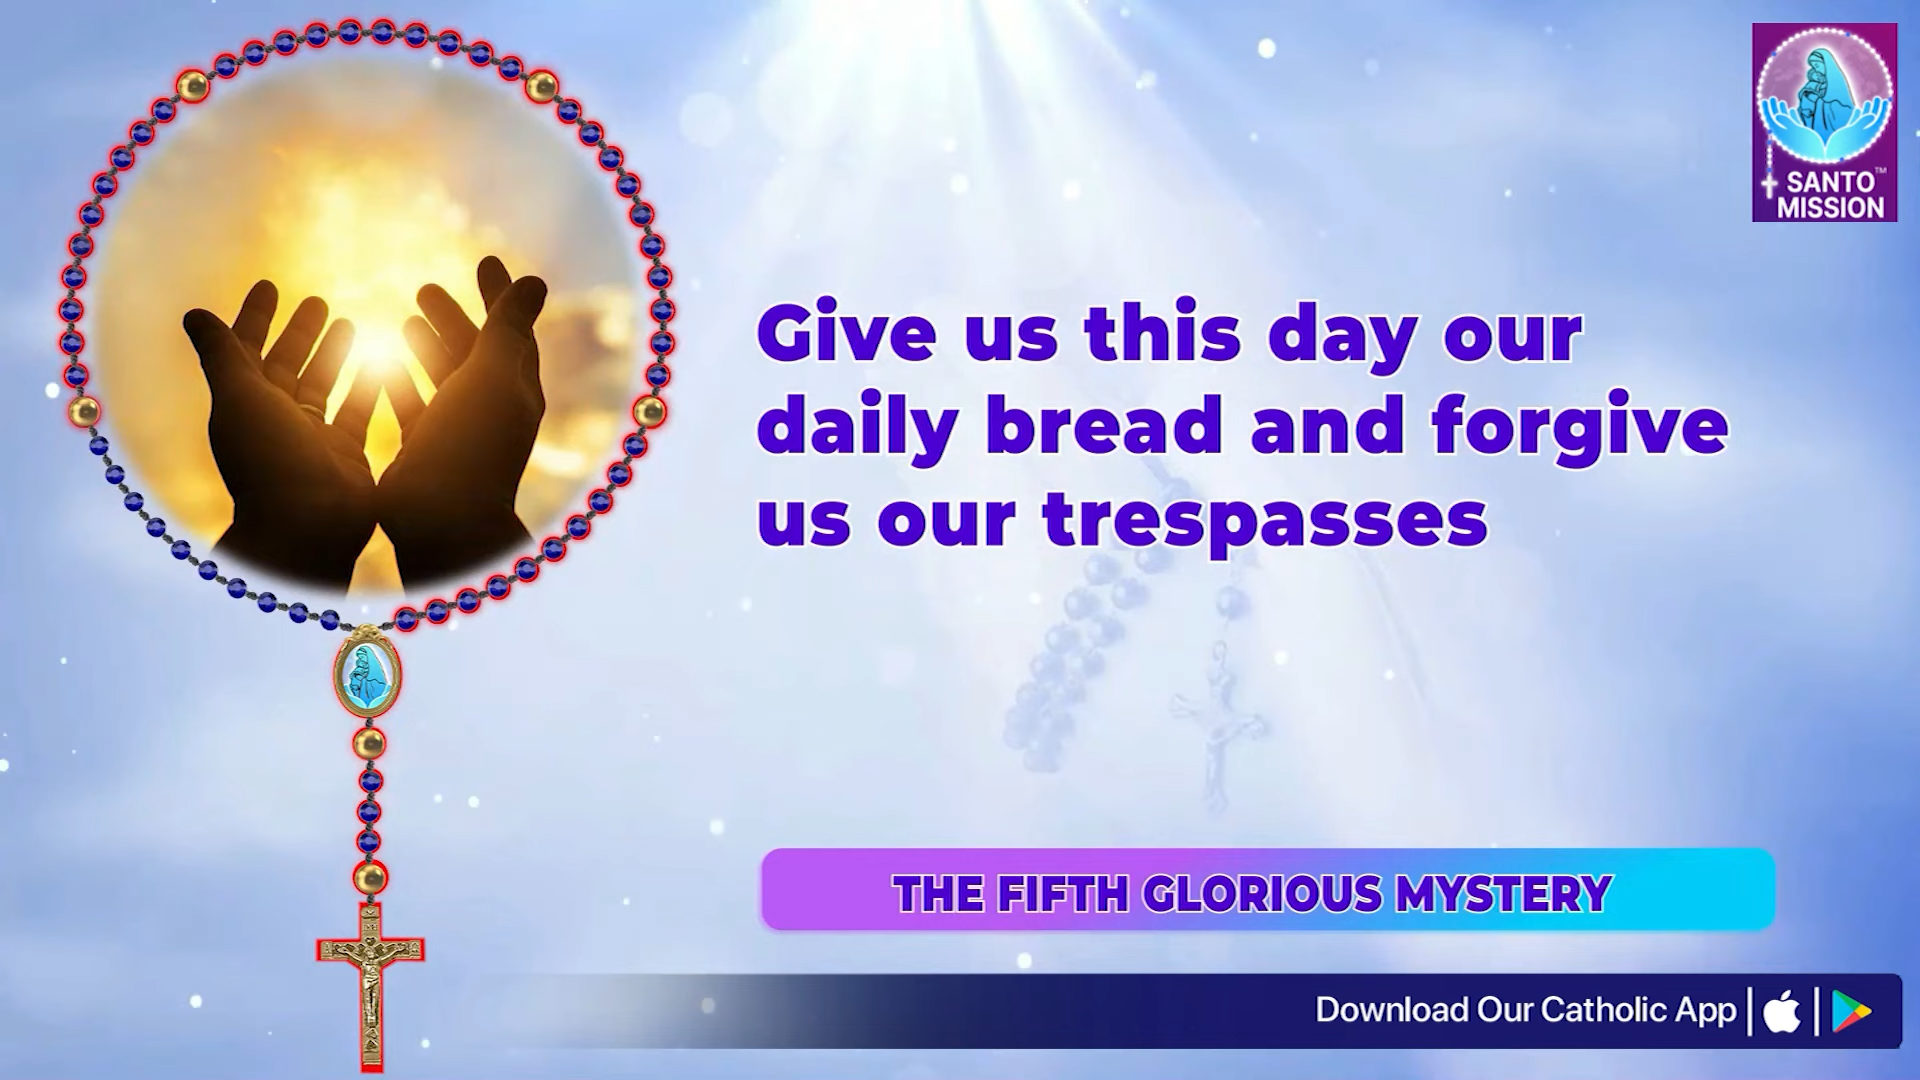 SANTO™
MISSION
Give us this day our
daily bread and forgive
us our trespasses
THE FIFTH GLORIOUS MYSTERY
Download Our Catholic App